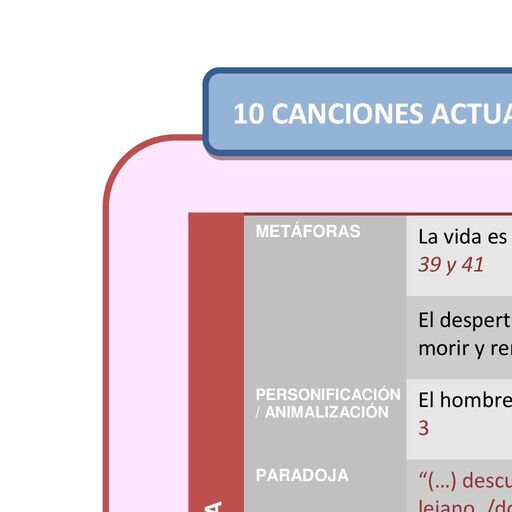 10 CANCIONES
METÁFORAS
La vida es
39 y 41
El despert
morir y re
PERSONIFICACIÓN
/ ANIMALIZACIÓN
El hombre
3
PARADOJA
“(...) descu
lejano, /do
A